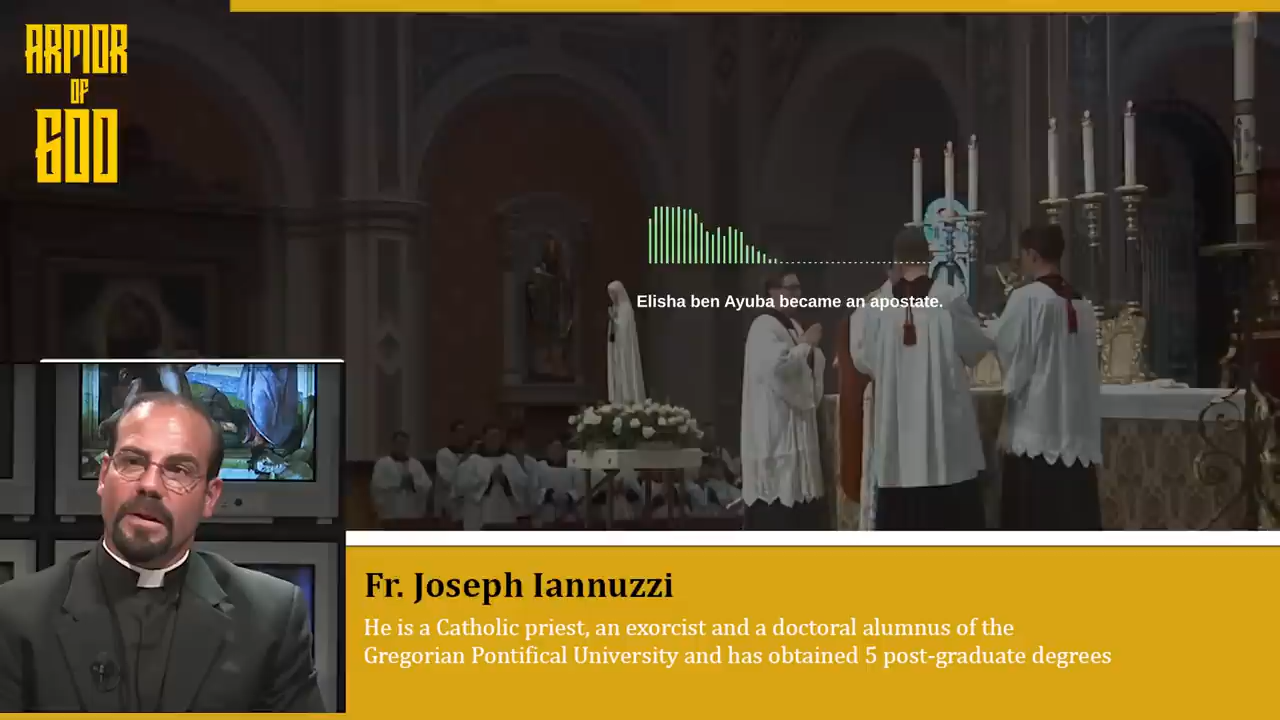 ARMOR
OF
GOD
Elisha ben Ayuba became an apostate.
Fr. Joseph Iannuzzi
He is a Catholic priest, an exorcist and a doctoral alumnus of the
Gregorian Pontifical University and has obtained 5 post-graduate degrees